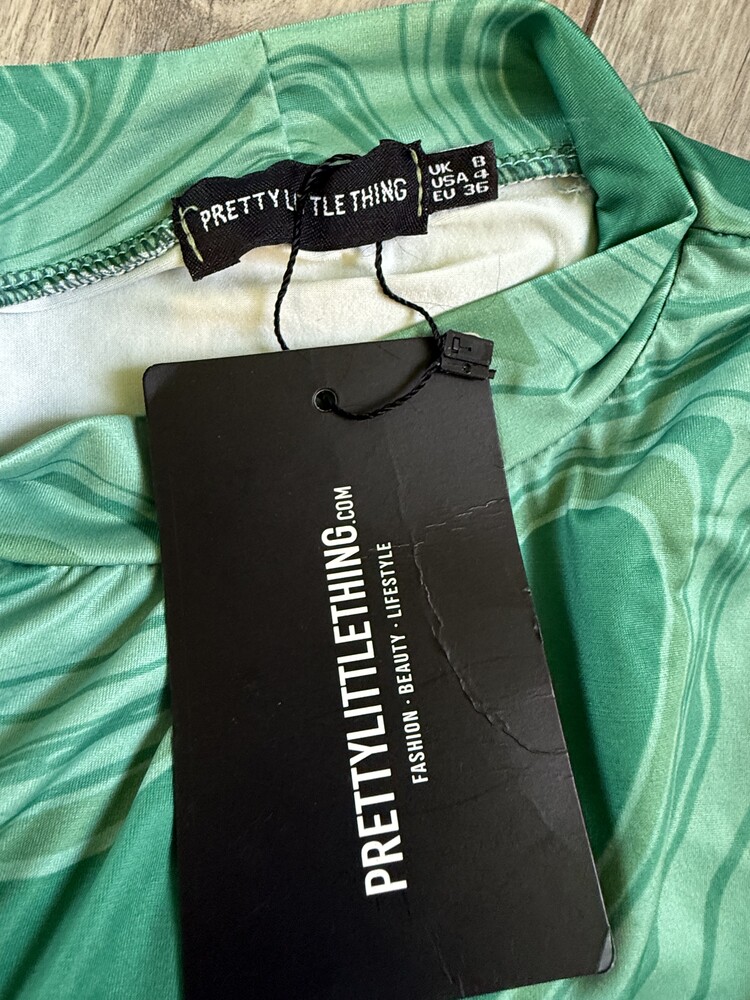 PRETTYLITTLETHING
UK 8
USA 4
EU 36
PRETTYLITTLETHING.COM
FASHION · BEAUTY · LIFESTYLE